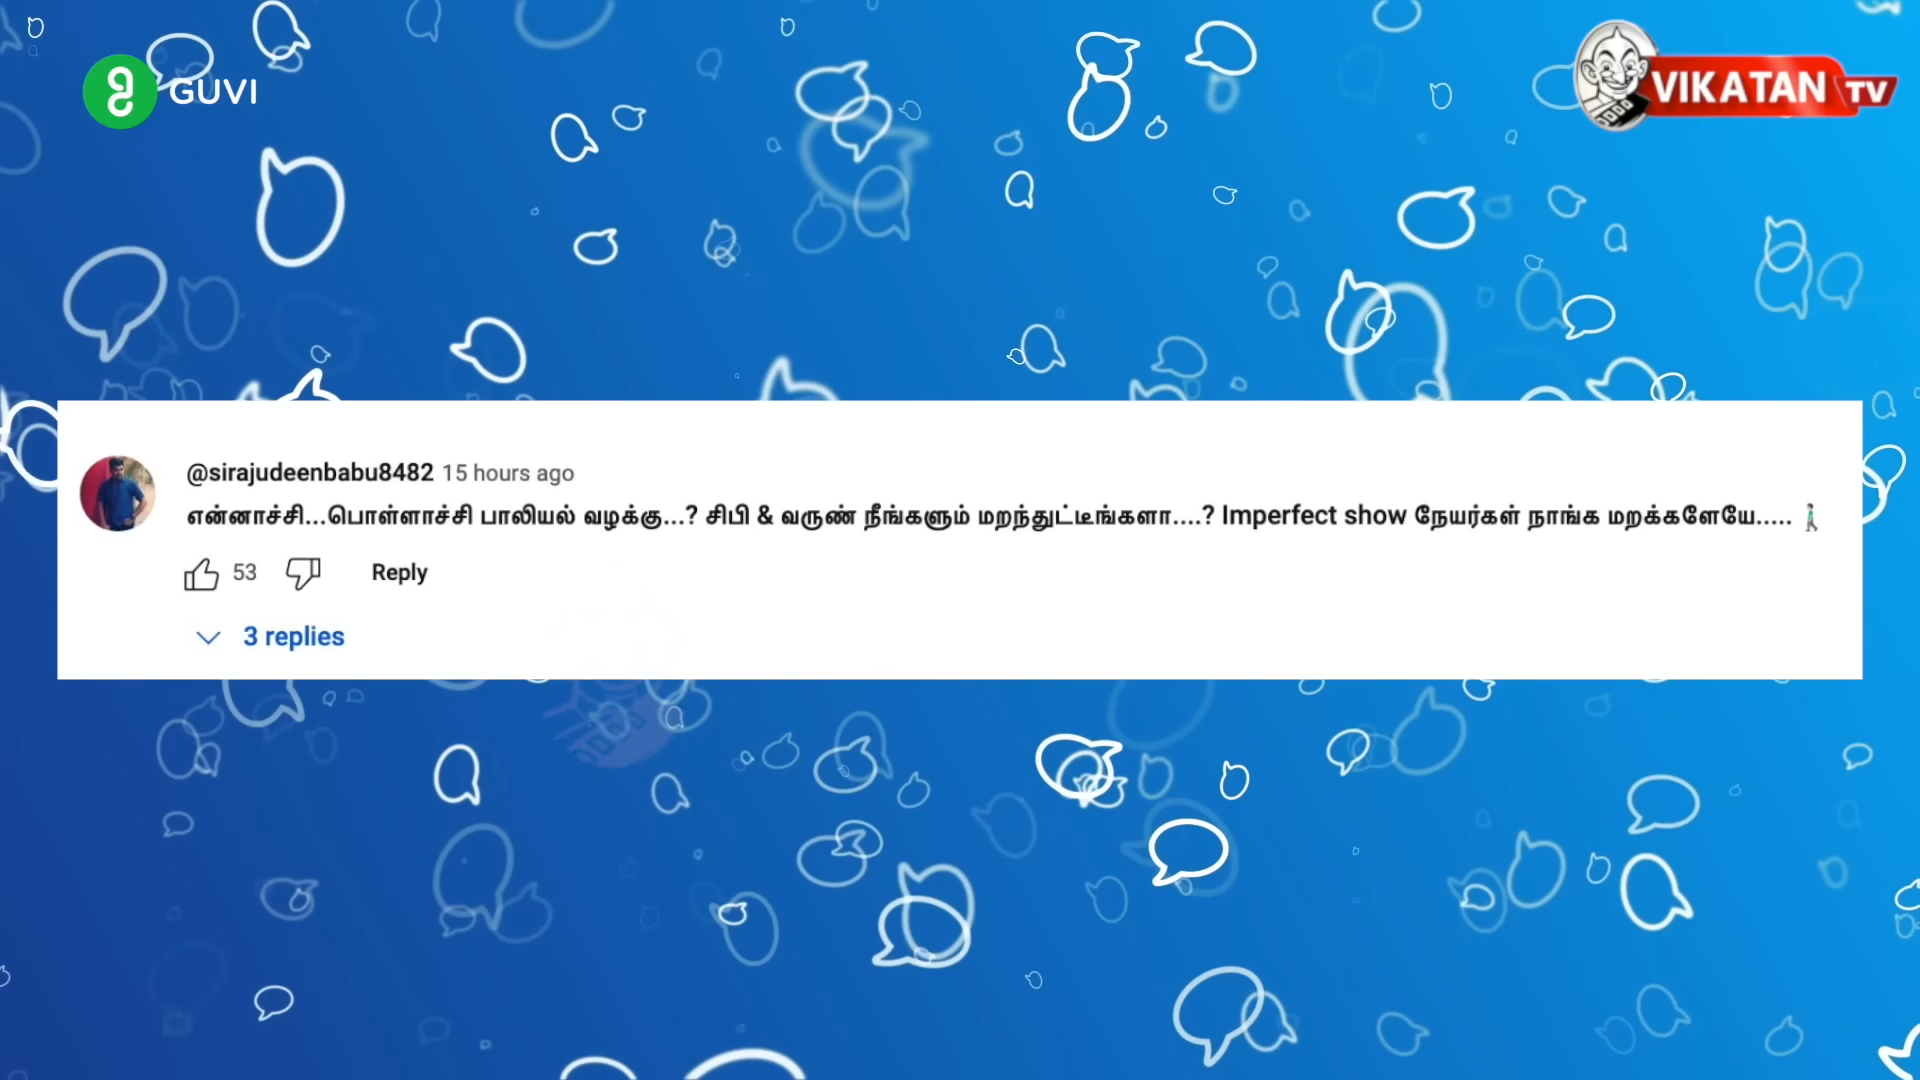 GUVI
VIKATAN TV
@sirajudeenbabu8482 15 hours ago
என்னாச்சி...பொள்ளாச்சி பாலியல் வழக்கு...? சிபி & வருண் நீங்களும் மறந்துட்டீங்களா....? Imperfect show நேயர்கள் நாங்க மறக்களேயே..... 🚶🏻‍♂️
53 Reply
3 replies